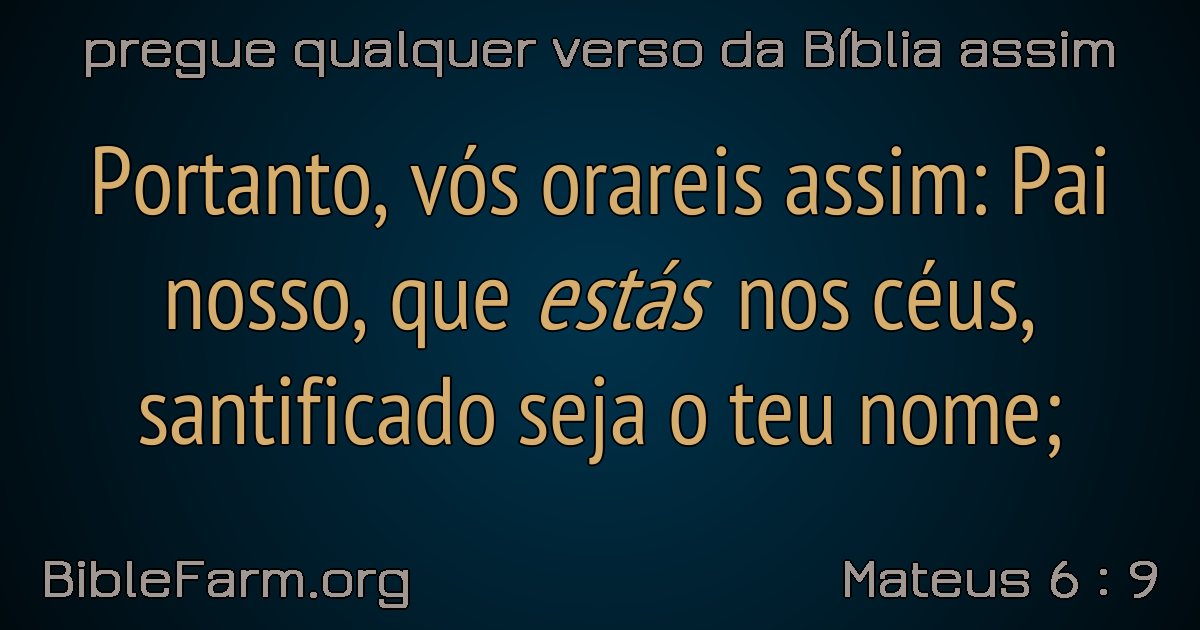 pregue qualquer verso da Bíblia assim
Portanto, vós orareis assim: Pai
nosso, que estás nos céus,
santificado seja o teu nome;
BibleFarm.org
Mateus 6 : 9